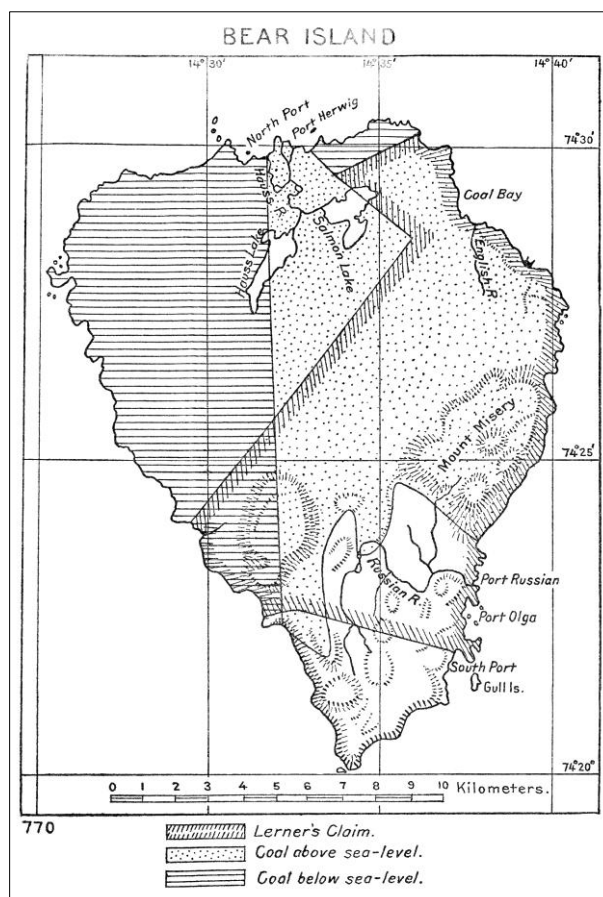 BEAR ISLAND
14°30'
14°35'
14°40'
North Port
Port Herwig
74°30'
Hauss R.
Coal Bay
Salmon Lake
English R.
Hauss Lake
Mount Misery
74°25'
Russian R.
Port Russian
Port Olga
South Port
Gull Is.
74°20'
0 1 2 3 4 5 6 7 8 9 10 Kilometers.
770
Lerner's Claim.
Coal above sea-level.
Coal below sea-level.